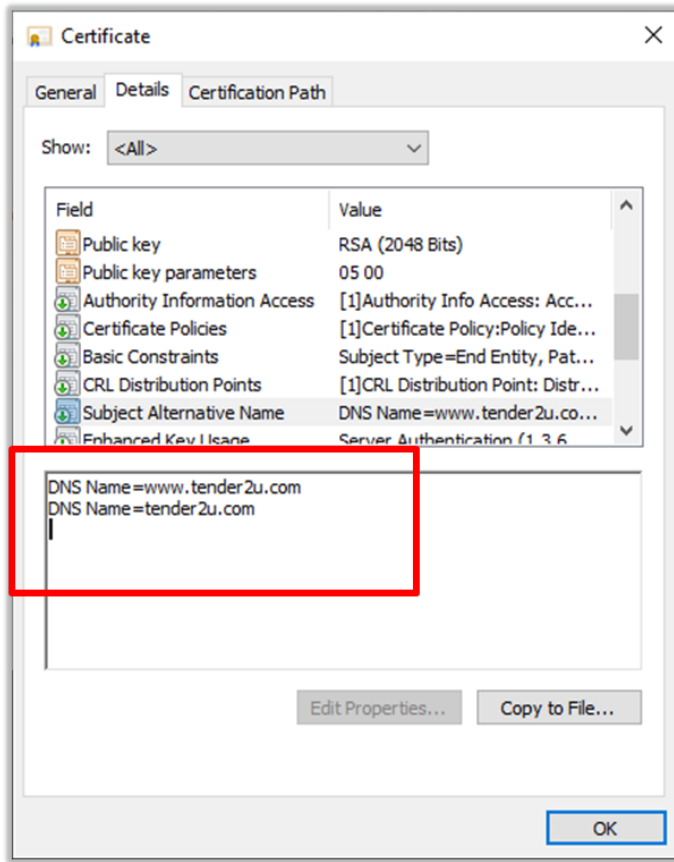 Certificate
General Details Certification Path
Show: <All>
Field Value
Public key RSA (2048 Bits)
Public key parameters 05 00
Authority Information Access [1]Authority Info Access: Acc...
Certificate Policies [1]Certificate Policy:Policy Ide...
Basic Constraints Subject Type=End Entity, Pat...
CRL Distribution Points [1]CRL Distribution Point: Distr...
Subject Alternative Name DNS Name=www.tender2u.co...
Enhanced Key Usage Server Authentication (1.3.6
DNS Name=www.tender2u.com
DNS Name=tender2u.com
Edit Properties... Copy to File...
OK